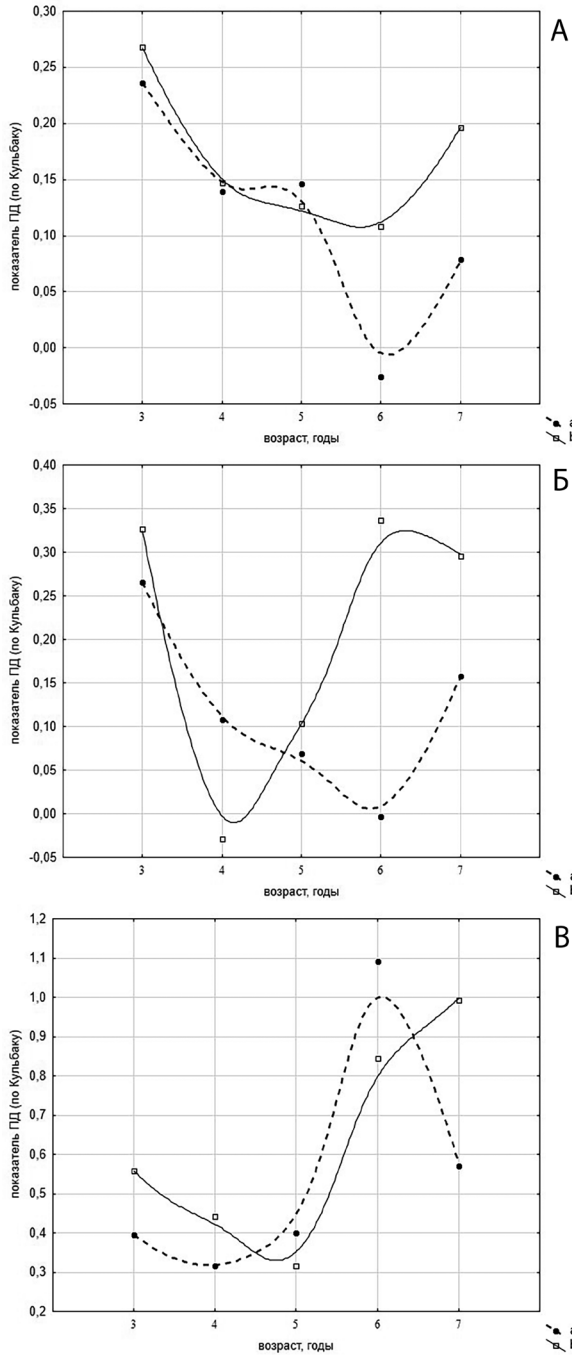 А
0,30
0,25
0,20
0,15
0,10
0,05
0,00
-0,05
показатель ПД (по Кульбаку)
3 4 5 6 7
возраст, годы
Б
0,40
0,35
0,30
0,25
0,20
0,15
0,10
0,05
0,00
-0,05
показатель ПД (по Кульбаку)
3 4 5 6 7
возраст, годы
В
1,2
1,1
1,0
0,9
0,8
0,7
0,6
0,5
0,4
0,3
0,2
показатель ПД (по Кульбаку)
3 4 5 6 7
возраст, годы